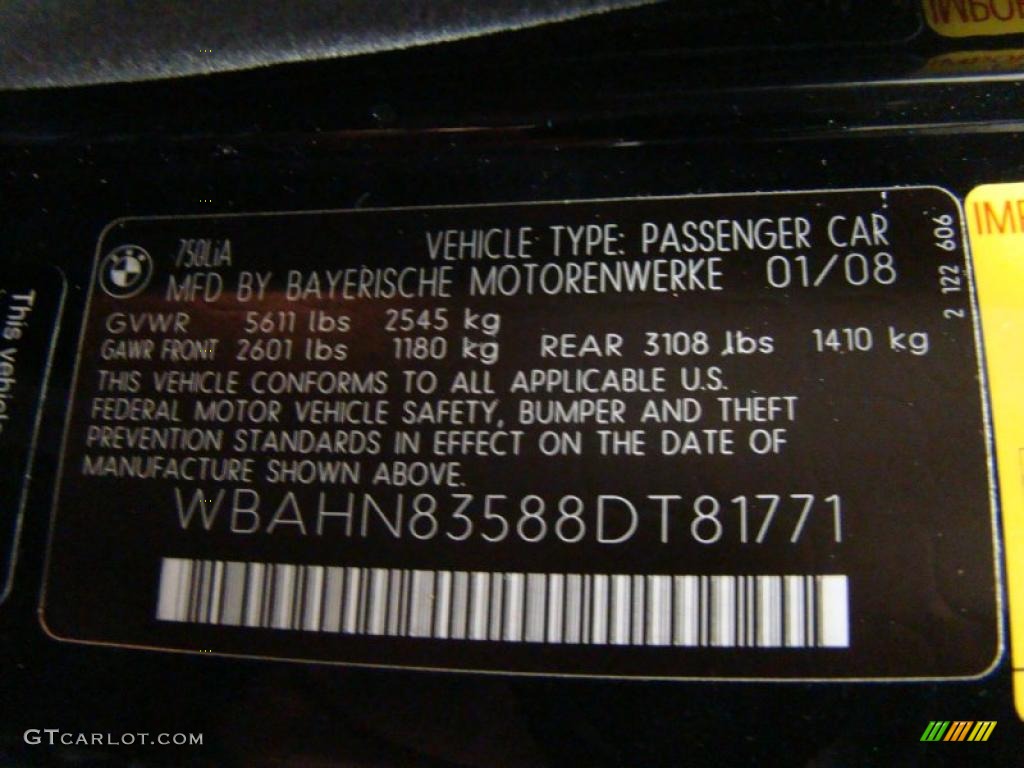 IMPO
750LiA
VEHICLE TYPE: PASSENGER CAR
MFD BY BAYERISCHE MOTORENWERKE 01/08
GVWR 5611 lbs 2545 kg
GAWR FRONT 2601 lbs 1180 kg REAR 3108 lbs 1410 kg
THIS VEHICLE CONFORMS TO ALL APPLICABLE U.S.
FEDERAL MOTOR VEHICLE SAFETY, BUMPER AND THEFT
PREVENTION STANDARDS IN EFFECT ON THE DATE OF
MANUFACTURE SHOWN ABOVE.
WBAHN83588DT81771
2 122 606
This vehicle
IMP
GTCARLOT.COM